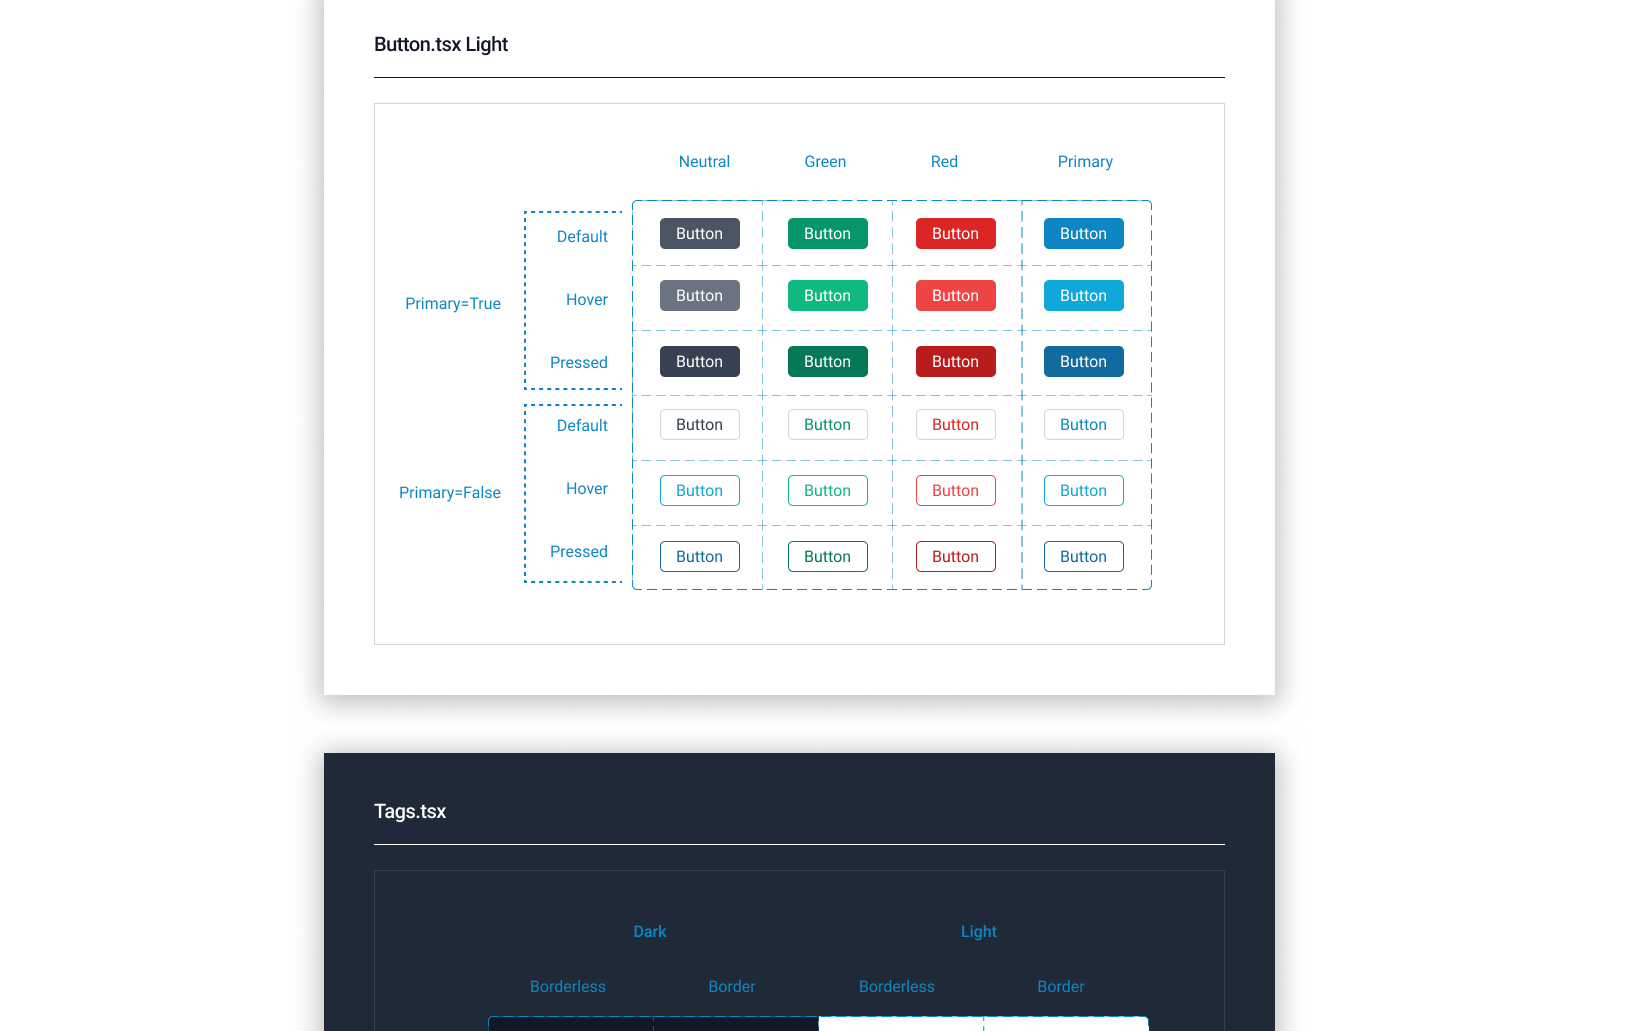 Button.tsx Light
Neutral Green Red Primary
Default Button Button Button Button
Primary=True Hover Button Button Button Button
Pressed Button Button Button Button
Default Button Button Button Button
Primary=False Hover Button Button Button Button
Pressed Button Button Button Button
Tags.tsx
Dark Light
Borderless Border Borderless Border